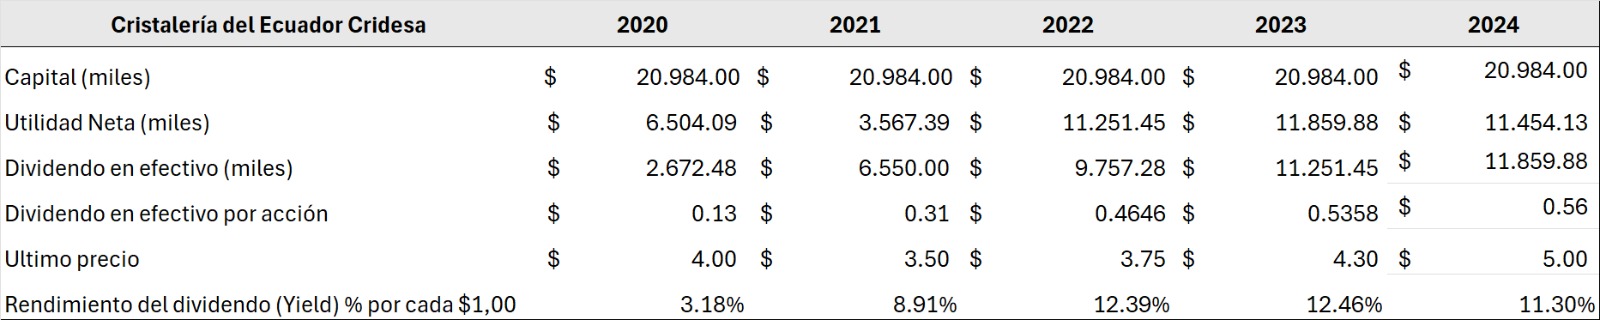 Cristalería del Ecuador Cridesa 2020 2021 2022 2023 2024
Capital (miles) $ 20.984.00 $ 20.984.00 $ 20.984.00 $ 20.984.00 $ 20.984.00
Utilidad Neta (miles) $ 6.504.09 $ 3.567.39 $ 11.251.45 $ 11.859.88 $ 11.454.13
Dividendo en efectivo (miles) $ 2.672.48 $ 6.550.00 $ 9.757.28 $ 11.251.45 $ 11.859.88
Dividendo en efectivo por acción $ 0.13 $ 0.31 $ 0.4646 $ 0.5358 $ 0.56
Ultimo precio $ 4.00 $ 3.50 $ 3.75 $ 4.30 $ 5.00
Rendimiento del dividendo (Yield) % por cada $1,00 3.18% 8.91% 12.39% 12.46% 11.30%